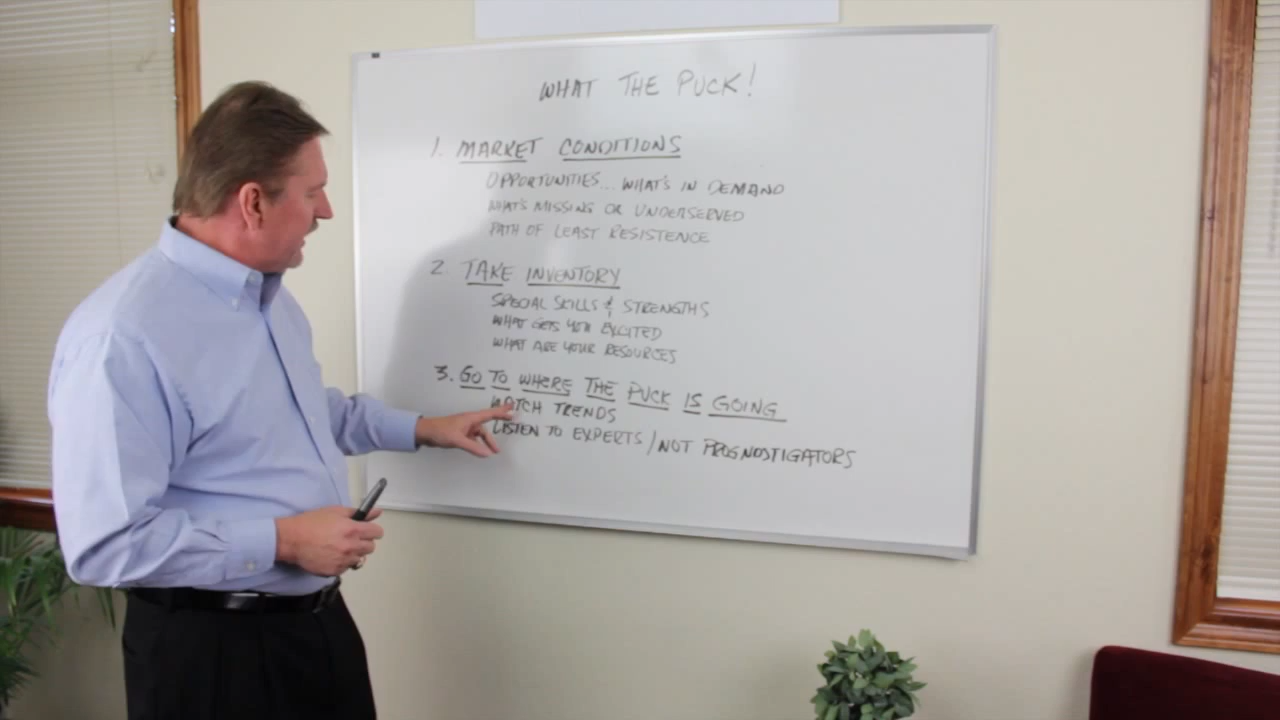 WHAT THE PUCK!
1. MARKET CONDITIONS
OPPORTUNITIES... WHAT'S IN DEMAND
WHAT'S MISSING OR UNDERSERVED
PATH OF LEAST RESISTENCE
2. TAKE INVENTORY
SPECIAL SKILLS & STRENGTHS
WHAT GETS YOU EXCITED
WHAT ARE YOUR RESOURCES
3. GO TO WHERE THE PUCK IS GOING
WATCH TRENDS
LISTEN TO EXPERTS / NOT PROGNOSTIGATORS